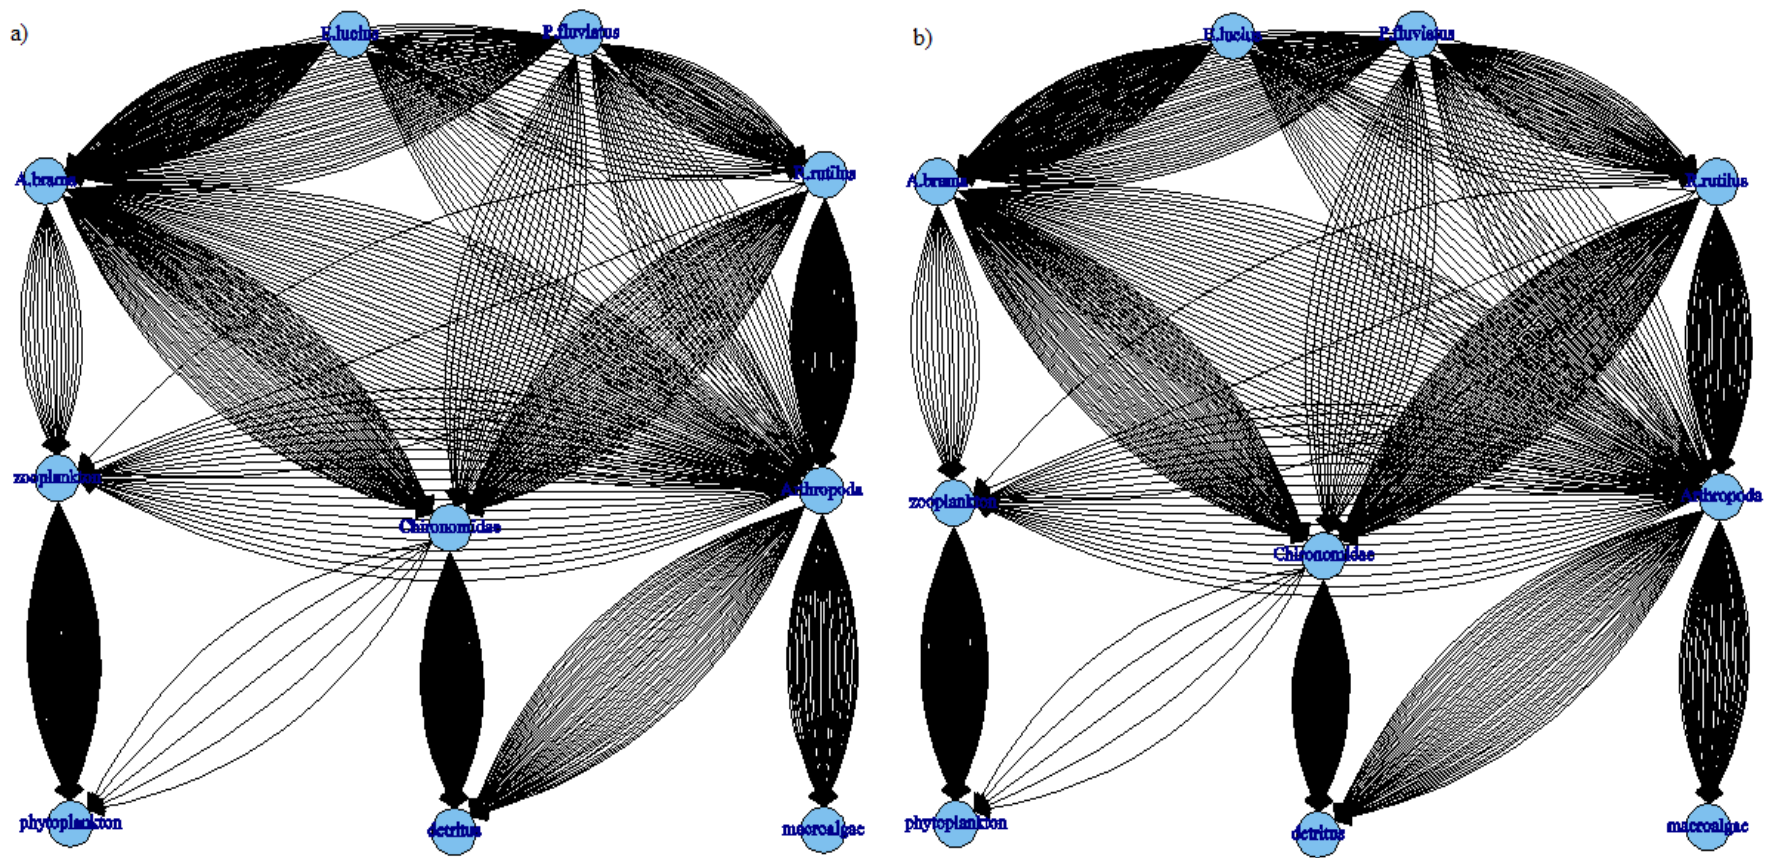 a)
E.lucius
P.fluviatus
b)
E.lucius
P.fluviatus
A.brama
R.rutilus
A.brama
R.rutilus
zooplankton
Arthropoda
zooplankton
Arthropoda
Chironomidae
Chironomidae
phytoplankton
detritus
macroalgae
phytoplankton
detritus
macroalgae